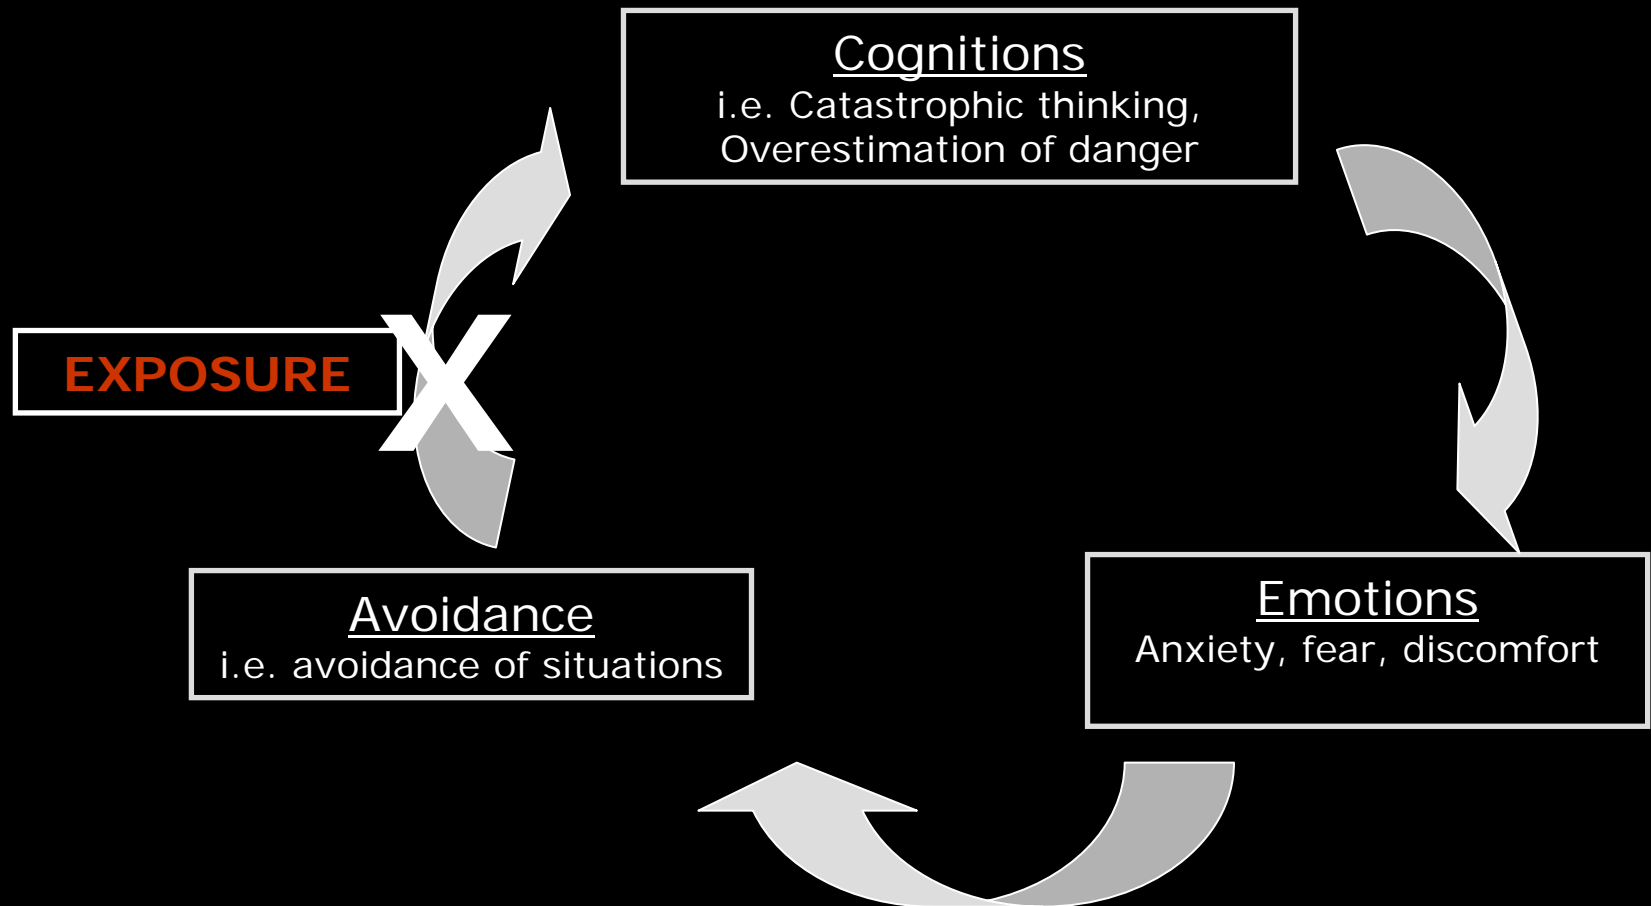 Cognitions
i.e. Catastrophic thinking,
Overestimation of danger
EXPOSURE
X
Avoidance
i.e. avoidance of situations
Emotions
Anxiety, fear, discomfort